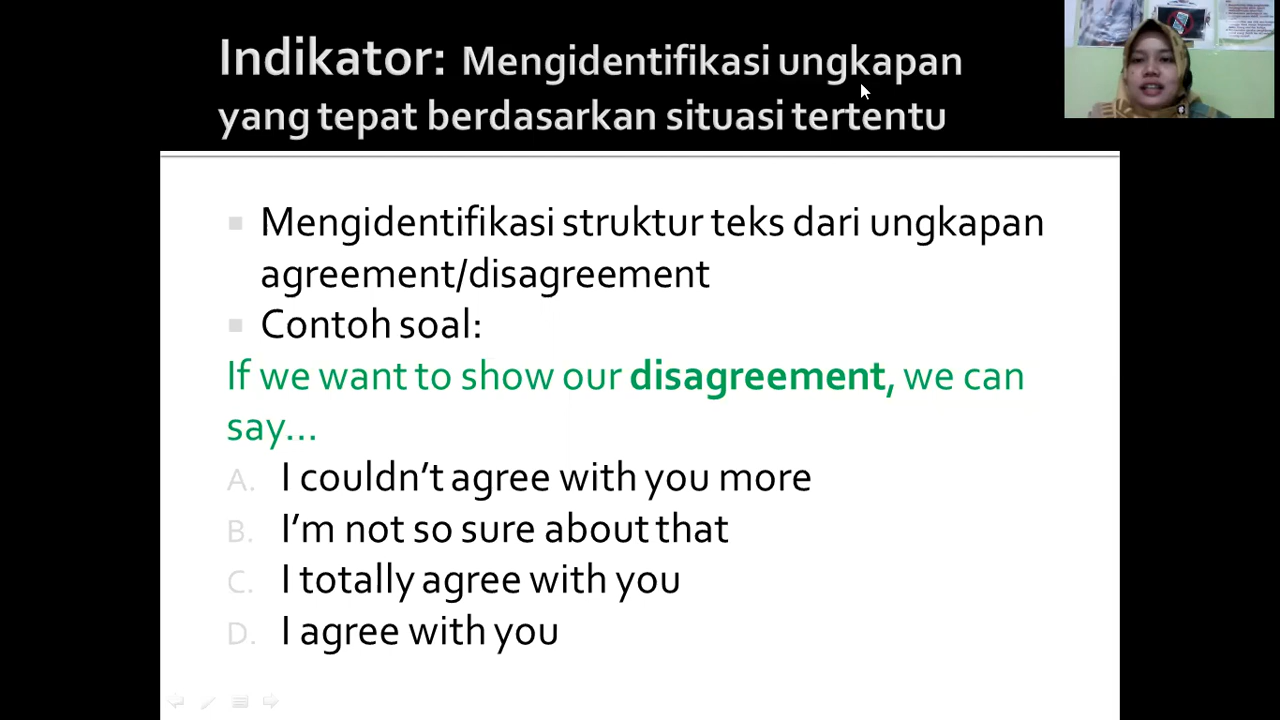 Indikator: Mengidentifikasi ungkapan
yang tepat berdasarkan situasi tertentu
Mengidentifikasi struktur teks dari ungkapan
agreement/disagreement
Contoh soal:
If we want to show our disagreement, we can
say...
A. I couldn't agree with you more
B. I'm not so sure about that
C. I totally agree with you
D. I agree with you